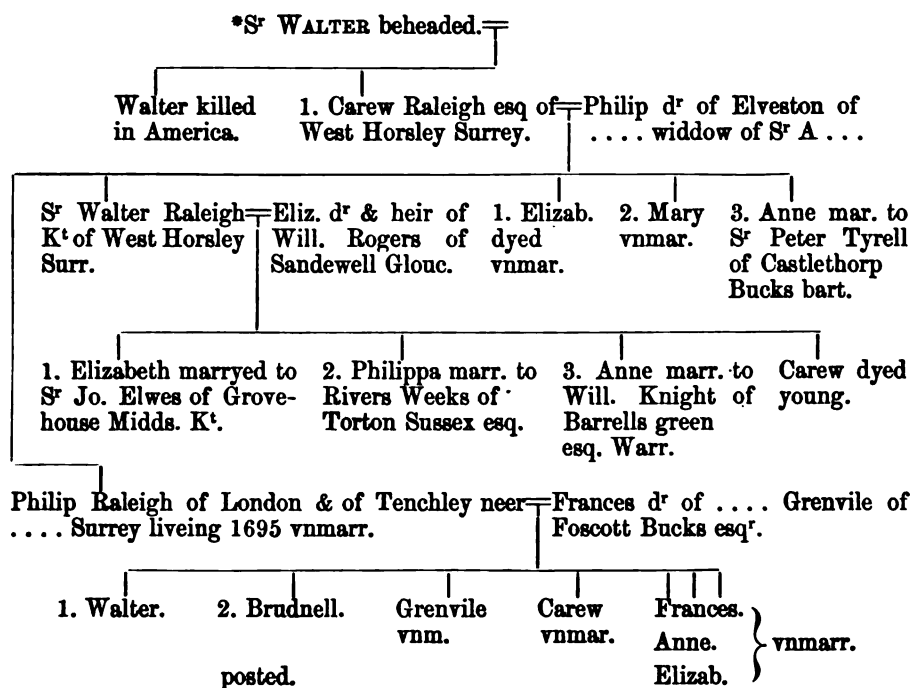 *Sʳ WALTER beheaded.
Walter killed
in America.
1. Carew Raleigh esq of
West Horsley Surrey.
Philip dʳ of Elveston of
.... widdow of Sʳ A ...
Sʳ Walter Raleigh
Kᵗ of West Horsley
Surr.
Eliz. dʳ & heir of
Will. Rogers of
Sandewell Glouc.
1. Elizab.
dyed
vnmar.
2. Mary
vnmar.
3. Anne mar. to
Sʳ Peter Tyrell
of Castlethorp
Bucks bart.
1. Elizabeth marryed to
Sʳ Jo. Elwes of Grove-
house Midds. Kᵗ.
2. Philippa marr. to
Rivers Weeks of
Torton Sussex esq.
3. Anne marr. to
Will. Knight of
Barrells green
esq. Warr.
Carew dyed
young.
Philip Raleigh of London & of Tenchley neer
.... Surrey liveing 1695 vnmarr.
Frances dʳ of .... Grenvile of
Foscott Bucks esqʳ.
1. Walter.
2. Brudnell.
posted.
Grenvile
vnm.
Carew
vnmar.
Frances.
Anne.
Elizab.
vnmarr.